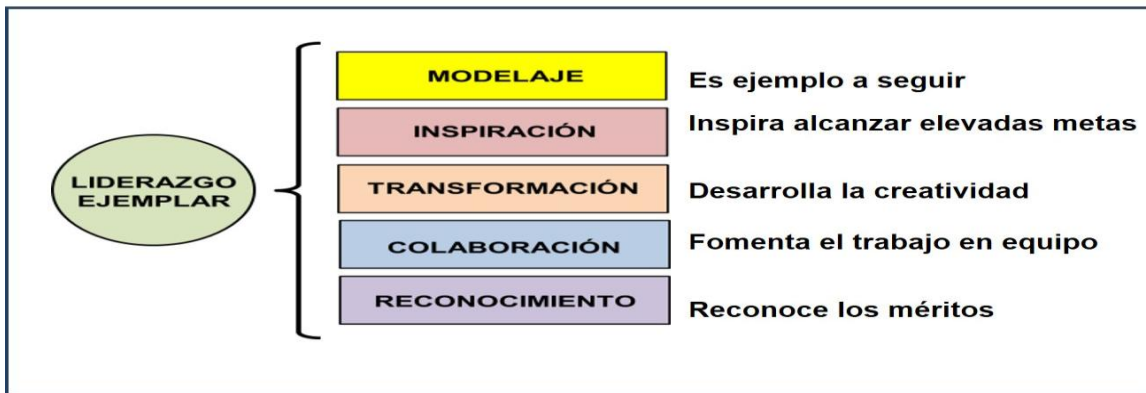 LIDERAZGO
EJEMPLAR
MODELAJE
Es ejemplo a seguir
INSPIRACIÓN
Inspira alcanzar elevadas metas
TRANSFORMACIÓN
Desarrolla la creatividad
COLABORACIÓN
Fomenta el trabajo en equipo
RECONOCIMIENTO
Reconoce los méritos